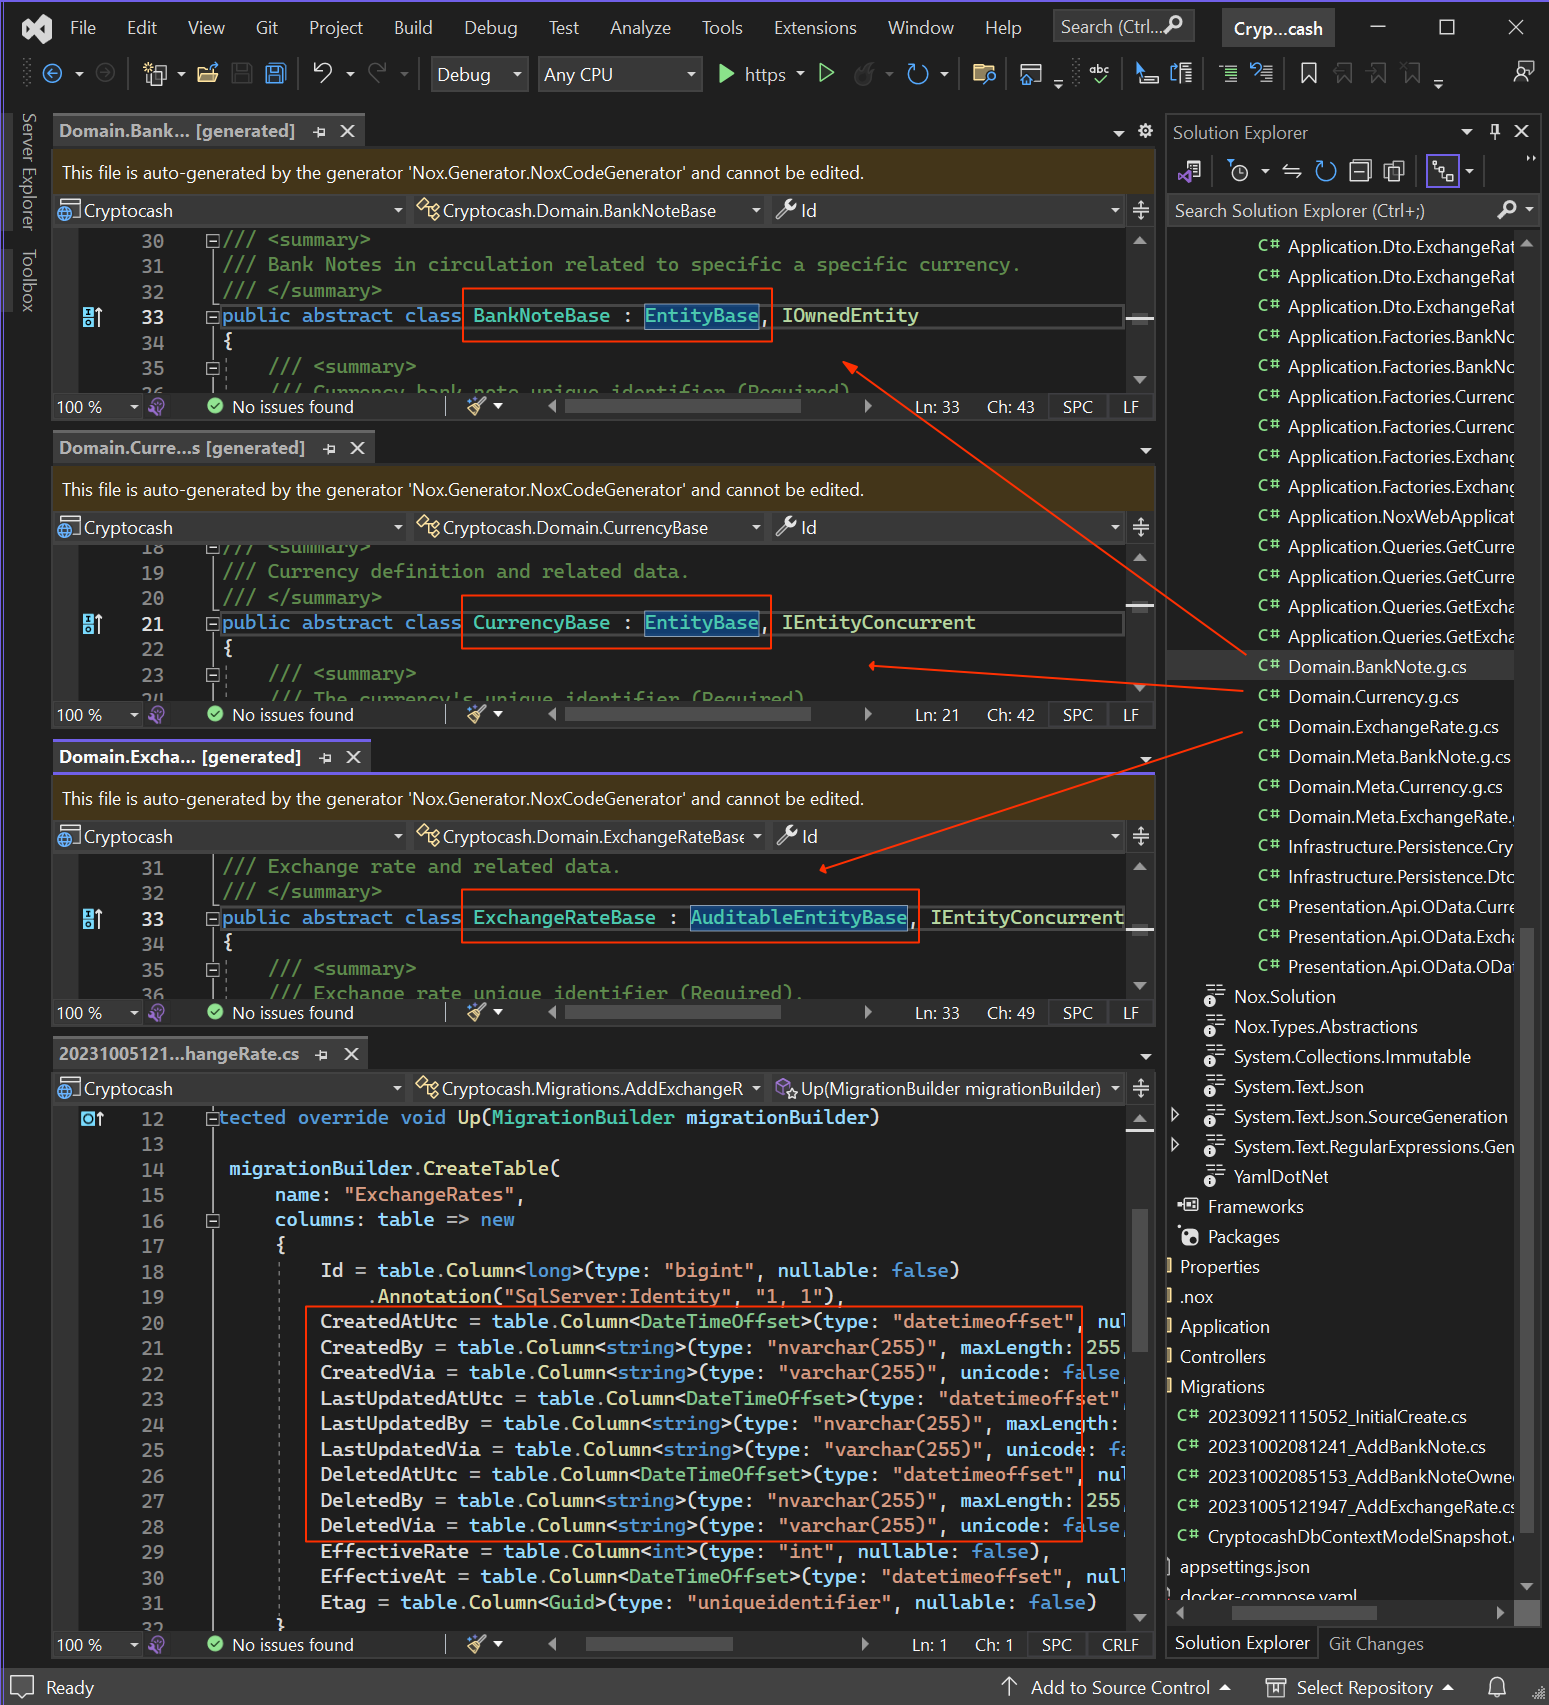 File Edit View Git Project Build Debug Test Analyze Tools Extensions Window Help Search (Ctrl... Cryp...cash
Debug Any CPU https abc
Server Explorer
Toolbox
Domain.Bank... [generated]
This file is auto-generated by the generator 'Nox.Generator.NoxCodeGenerator' and cannot be edited.
Cryptocash Cryptocash.Domain.BankNoteBase Id
30 /// <summary>
31 /// Bank Notes in circulation related to specific a specific currency.
32 /// </summary>
33 public abstract class BankNoteBase : EntityBase, IOwnedEntity
34 {
35 /// <summary>
36 /// Currency bank note unique identifier (Required)
100 % No issues found Ln: 33 Ch: 43 SPC LF
Domain.Curre...s [generated]
This file is auto-generated by the generator 'Nox.Generator.NoxCodeGenerator' and cannot be edited.
Cryptocash Cryptocash.Domain.CurrencyBase Id
18 /// <summary>
19 /// Currency definition and related data.
20 /// </summary>
21 public abstract class CurrencyBase : EntityBase, IEntityConcurrent
22 {
23 /// <summary>
24 /// The currency's unique identifier (Required)
100 % No issues found Ln: 21 Ch: 42 SPC LF
Domain.Excha... [generated]
This file is auto-generated by the generator 'Nox.Generator.NoxCodeGenerator' and cannot be edited.
Cryptocash Cryptocash.Domain.ExchangeRateBase Id
31 /// Exchange rate and related data.
32 /// </summary>
33 public abstract class ExchangeRateBase : AuditableEntityBase, IEntityConcurrent
34 {
35 /// <summary>
36 /// Exchange rate unique identifier (Required).
100 % No issues found Ln: 33 Ch: 49 SPC LF
20231005121...hangeRate.cs
Cryptocash Cryptocash.Migrations.AddExchangeR Up(MigrationBuilder migrationBuilder)
12 tected override void Up(MigrationBuilder migrationBuilder)
13
14 migrationBuilder.CreateTable(
15 name: "ExchangeRates",
16 columns: table => new
17 {
18 Id = table.Column<long>(type: "bigint", nullable: false)
19 .Annotation("SqlServer:Identity", "1, 1"),
20 CreatedAtUtc = table.Column<DateTimeOffset>(type: "datetimeoffset", nul
21 CreatedBy = table.Column<string>(type: "nvarchar(255)", maxLength: 255,
22 CreatedVia = table.Column<string>(type: "varchar(255)", unicode: false,
23 LastUpdatedAtUtc = table.Column<DateTimeOffset>(type: "datetimeoffset"
24 LastUpdatedBy = table.Column<string>(type: "nvarchar(255)", maxLength:
25 LastUpdatedVia = table.Column<string>(type: "varchar(255)", unicode: fa
26 DeletedAtUtc = table.Column<DateTimeOffset>(type: "datetimeoffset", nul
27 DeletedBy = table.Column<string>(type: "nvarchar(255)", maxLength: 255,
28 DeletedVia = table.Column<string>(type: "varchar(255)", unicode: false,
29 EffectiveRate = table.Column<int>(type: "int", nullable: false),
30 EffectiveAt = table.Column<DateTimeOffset>(type: "datetimeoffset", nul
31 Etag = table.Column<Guid>(type: "uniqueidentifier", nullable: false)
32 }
100 % No issues found Ln: 1 Ch: 1 SPC CRLF
Solution Explorer
Search Solution Explorer (Ctrl+;)
C# Application.Dto.ExchangeRat
C# Application.Dto.ExchangeRat
C# Application.Dto.ExchangeRat
C# Application.Factories.BankNo
C# Application.Factories.BankNo
C# Application.Factories.Currenc
C# Application.Factories.Currenc
C# Application.Factories.Exchang
C# Application.Factories.Exchang
C# Application.NoxWebApplicat
C# Application.Queries.GetCurre
C# Application.Queries.GetCurre
C# Application.Queries.GetExcha
C# Application.Queries.GetExcha
C# Domain.BankNote.g.cs
C# Domain.Currency.g.cs
C# Domain.ExchangeRate.g.cs
C# Domain.Meta.BankNote.g.cs
C# Domain.Meta.Currency.g.cs
C# Domain.Meta.ExchangeRate.g
C# Infrastructure.Persistence.Cry
C# Infrastructure.Persistence.Dto
C# Presentation.Api.OData.Curre
C# Presentation.Api.OData.Excha
C# Presentation.Api.OData.ODat
Nox.Solution
Nox.Types.Abstractions
System.Collections.Immutable
System.Text.Json
System.Text.Json.SourceGeneration
System.Text.RegularExpressions.Gen
YamlDotNet
Frameworks
Packages
Properties
.nox
Application
Controllers
Migrations
C# 20230921115052_InitialCreate.cs
C# 20231002081241_AddBankNote.cs
C# 20231002085153_AddBankNoteOwne
C# 20231005121947_AddExchangeRate.cs
C# CryptocashDbContextModelSnapshot.
appsettings.json
docker-compose.yaml
Solution Explorer Git Changes
Ready Add to Source Control Select Repository